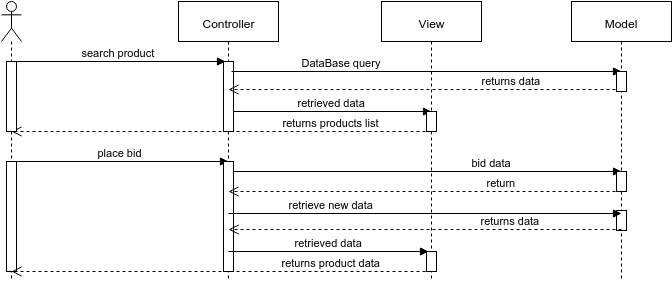 Controller
View
Model
search product
DataBase query
returns data
retrieved data
returns products list
place bid
bid data
return
retrieve new data
returns data
retrieved data
returns product data